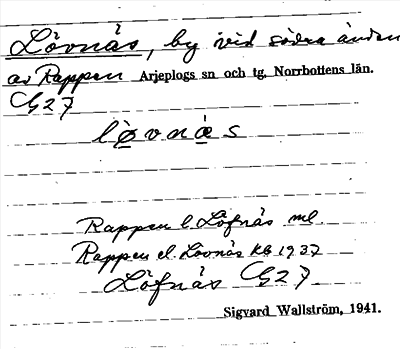 Lövnäs, by vid södra ändan
av Rappen Arjeplogs sn och tg, Norrbottens län.
G27
løvnæs
Rappen l. Löfnäs ml.
Rappen el. Lövnäs KB 1937
Löfnäs G27
Sigvard Wallström, 1941.